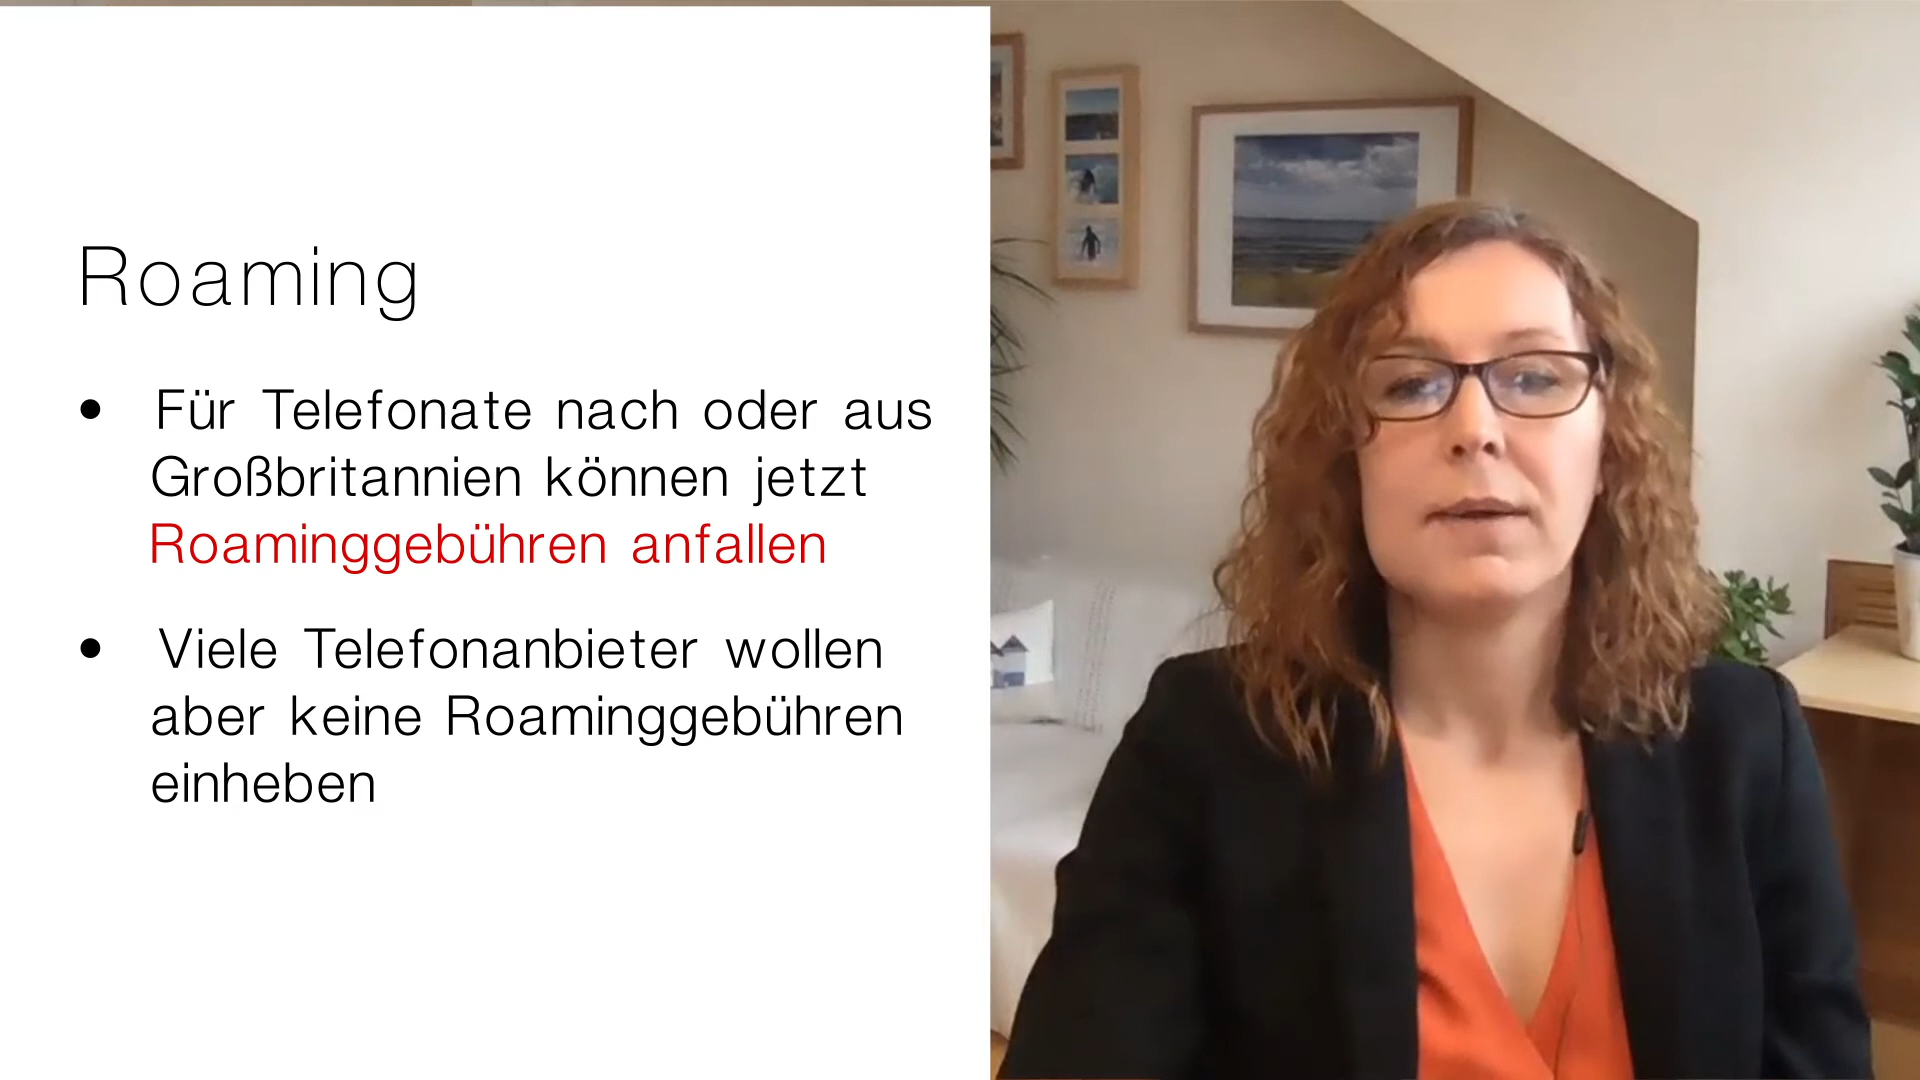 Roaming
• Für Telefonate nach oder aus
Großbritannien können jetzt
Roaminggebühren anfallen
• Viele Telefonanbieter wollen
aber keine Roaminggebühren
einheben